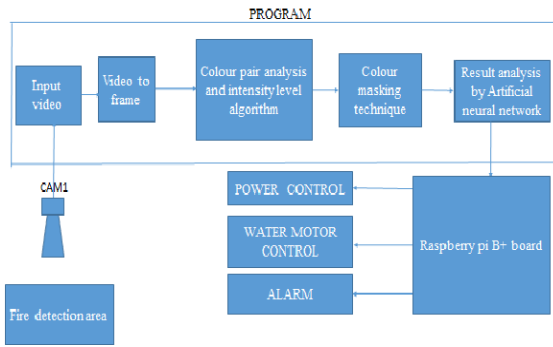 PROGRAM
Input
video
Video to
frame
Colour pair analysis
and intensity level
algorithm
Colour
masking
technique
Result analysis
by Artificial
neural network
CAM1
POWER CONTROL
WATER MOTOR
CONTROL
ALARM
Raspberry pi B+ board
Fire detection area